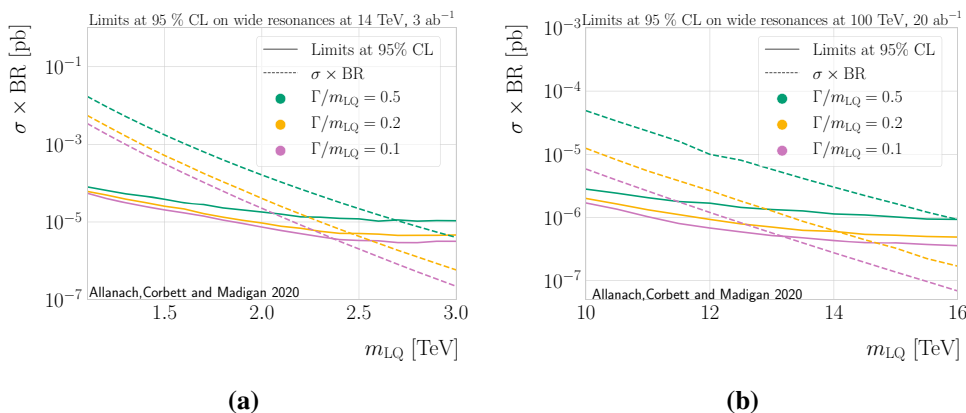 Limits at 95 % CL on wide resonances at 14 TeV, 3 ab⁻¹
σ × BR [pb]
10⁻¹
10⁻³
10⁻⁵
10⁻⁷
Limits at 95% CL
σ × BR
Γ/m_LQ = 0.5
Γ/m_LQ = 0.2
Γ/m_LQ = 0.1
Allanach,Corbett and Madigan 2020
1.5 2.0 2.5 3.0
m_LQ [TeV]
(a)
Limits at 95 % CL on wide resonances at 100 TeV, 20 ab⁻¹
σ × BR [pb]
10⁻³
10⁻⁴
10⁻⁵
10⁻⁶
10⁻⁷
Limits at 95% CL
σ × BR
Γ/m_LQ = 0.5
Γ/m_LQ = 0.2
Γ/m_LQ = 0.1
Allanach,Corbett and Madigan 2020
10 12 14 16
m_LQ [TeV]
(b)